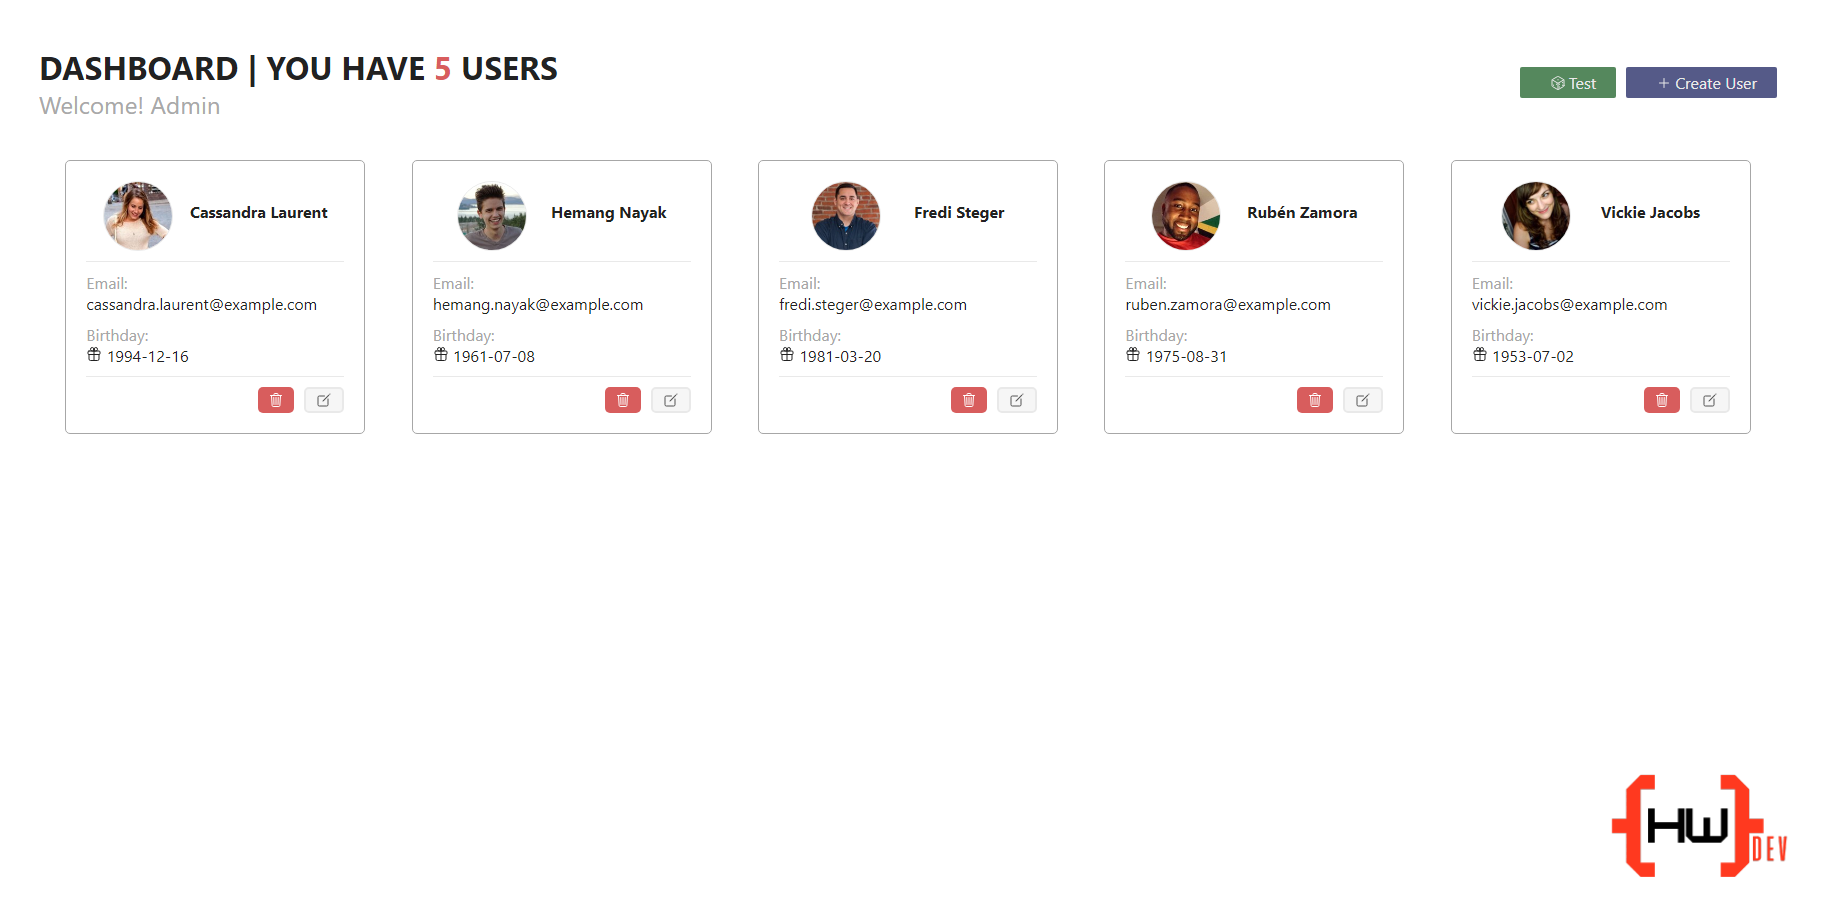 DASHBOARD | YOU HAVE 5 USERS
Welcome! Admin
Test
+ Create User
Cassandra Laurent
Email:
cassandra.laurent@example.com
Birthday:
1994-12-16
Hemang Nayak
Email:
hemang.nayak@example.com
Birthday:
1961-07-08
Fredi Steger
Email:
fredi.steger@example.com
Birthday:
1981-03-20
Rubén Zamora
Email:
ruben.zamora@example.com
Birthday:
1975-08-31
Vickie Jacobs
Email:
vickie.jacobs@example.com
Birthday:
1953-07-02
{HW}
DEV